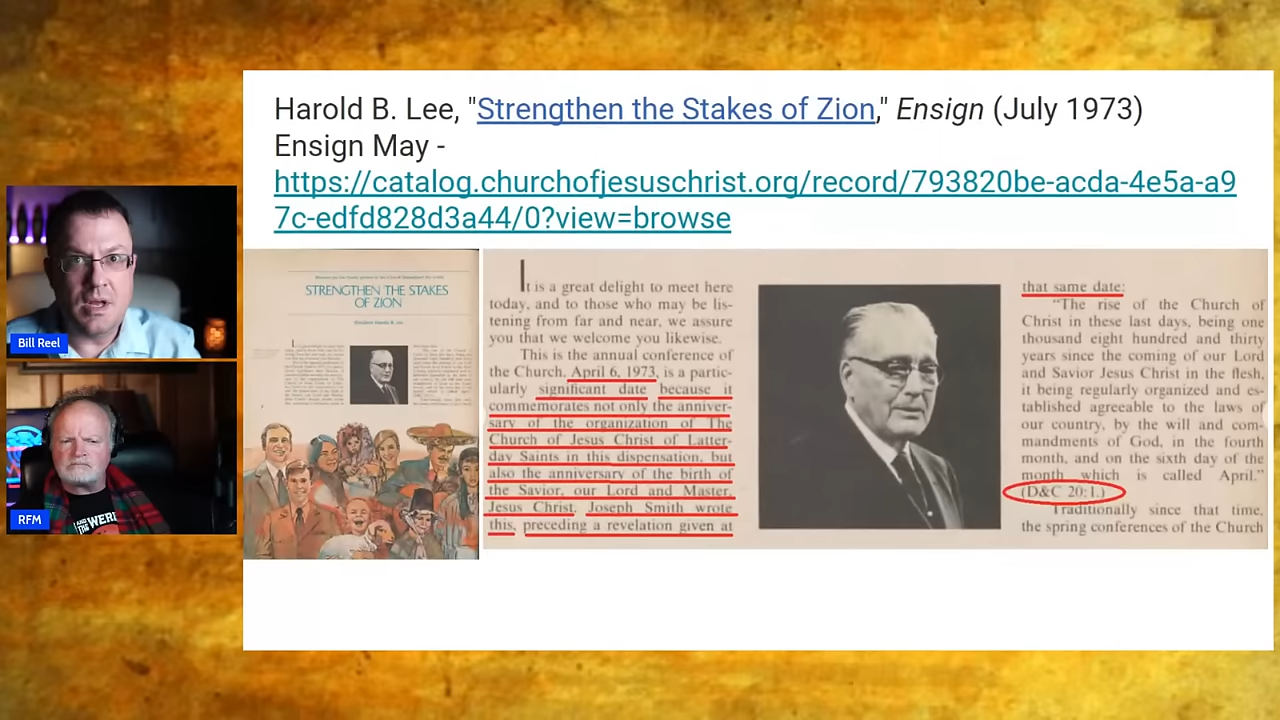 Harold B. Lee, "Strengthen the Stakes of Zion," Ensign (July 1973)
Ensign May -
https://catalog.churchofjesuschrist.org/record/793820be-acda-4e5a-a9
7c-edfd828d3a44/0?view=browse
STRENGTHEN THE STAKES
OF ZION
It is a great delight to meet here
today, and to those who may be lis-
tening from far and near, we assure
you that we welcome you likewise.
This is the annual conference of
the Church. April 6, 1973, is a partic-
ularly significant date because it
commemorates not only the anniver-
sary of the organization of The
Church of Jesus Christ of Latter-
day Saints in this dispensation, but
also the anniversary of the birth of
the Savior, our Lord and Master,
Jesus Christ. Joseph Smith wrote
this, preceding a revelation given at
that same date:
"The rise of the Church of
Christ in these last days, being one
thousand eight hundred and thirty
years since the coming of our Lord
and Savior Jesus Christ in the flesh,
it being regularly organized and es-
tablished agreeable to the laws of
our country, by the will and com-
mandments of God, in the fourth
month, and on the sixth day of the
month which is called April."
(D&C 20:1.)
Traditionally since that time,
the spring conferences of the Church
Bill Reel
RFM